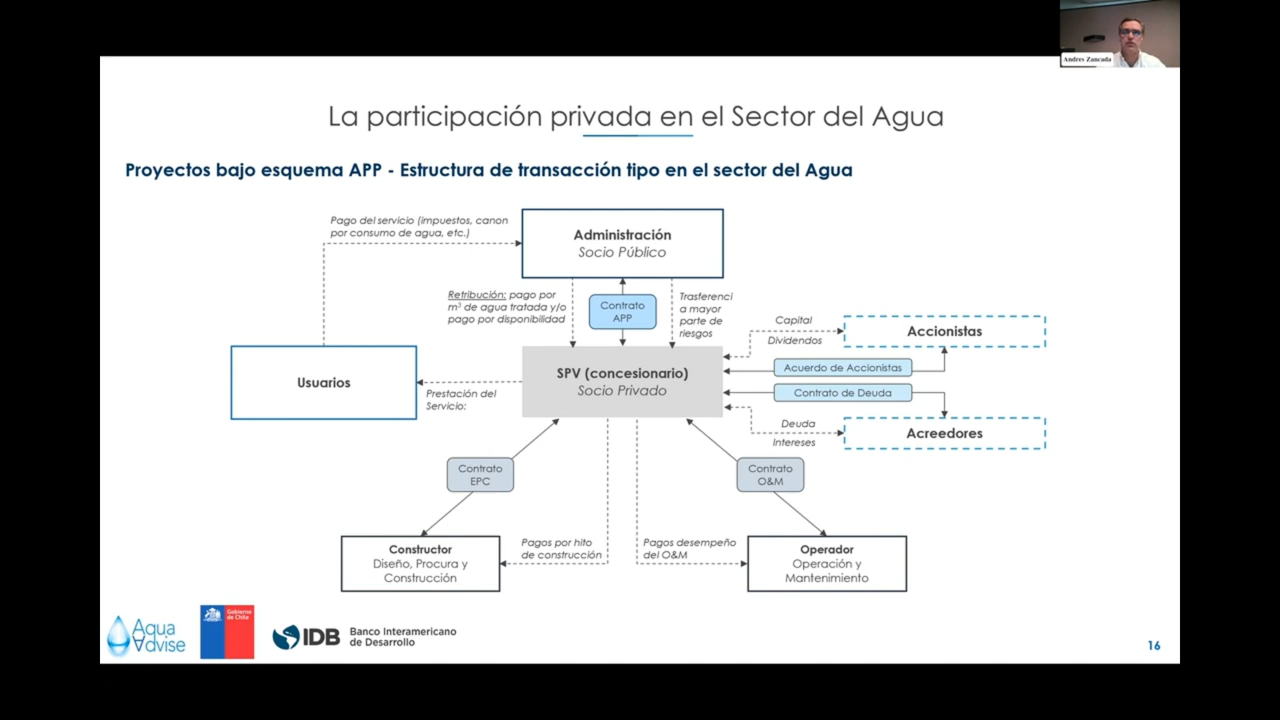 Andres Zancada
La participación privada en el Sector del Agua
Proyectos bajo esquema APP - Estructura de transacción tipo en el sector del Agua
Pago del servicio (impuestos, canon
por consumo de agua, etc.)
Administración
Socio Público
Retribución: pago por
m³ de agua tratada y/o
pago por disponibilidad
Contrato
APP
Trasferenci
a mayor
parte de
riesgos
Capital
Dividendos
Accionistas
Usuarios
Prestación del
Servicio:
SPV (concesionario)
Socio Privado
Acuerdo de Accionistas
Contrato de Deuda
Deuda
Intereses
Acreedores
Contrato
EPC
Contrato
O&M
Constructor
Diseño, Procura y
Construcción
Pagos por hito
de construcción
Pagos desempeño
del O&M
Operador
Operación y
Mantenimiento
Aqua
Advise
Gobierno
de Chile
IDB
Banco Interamericano
de Desarrollo
16